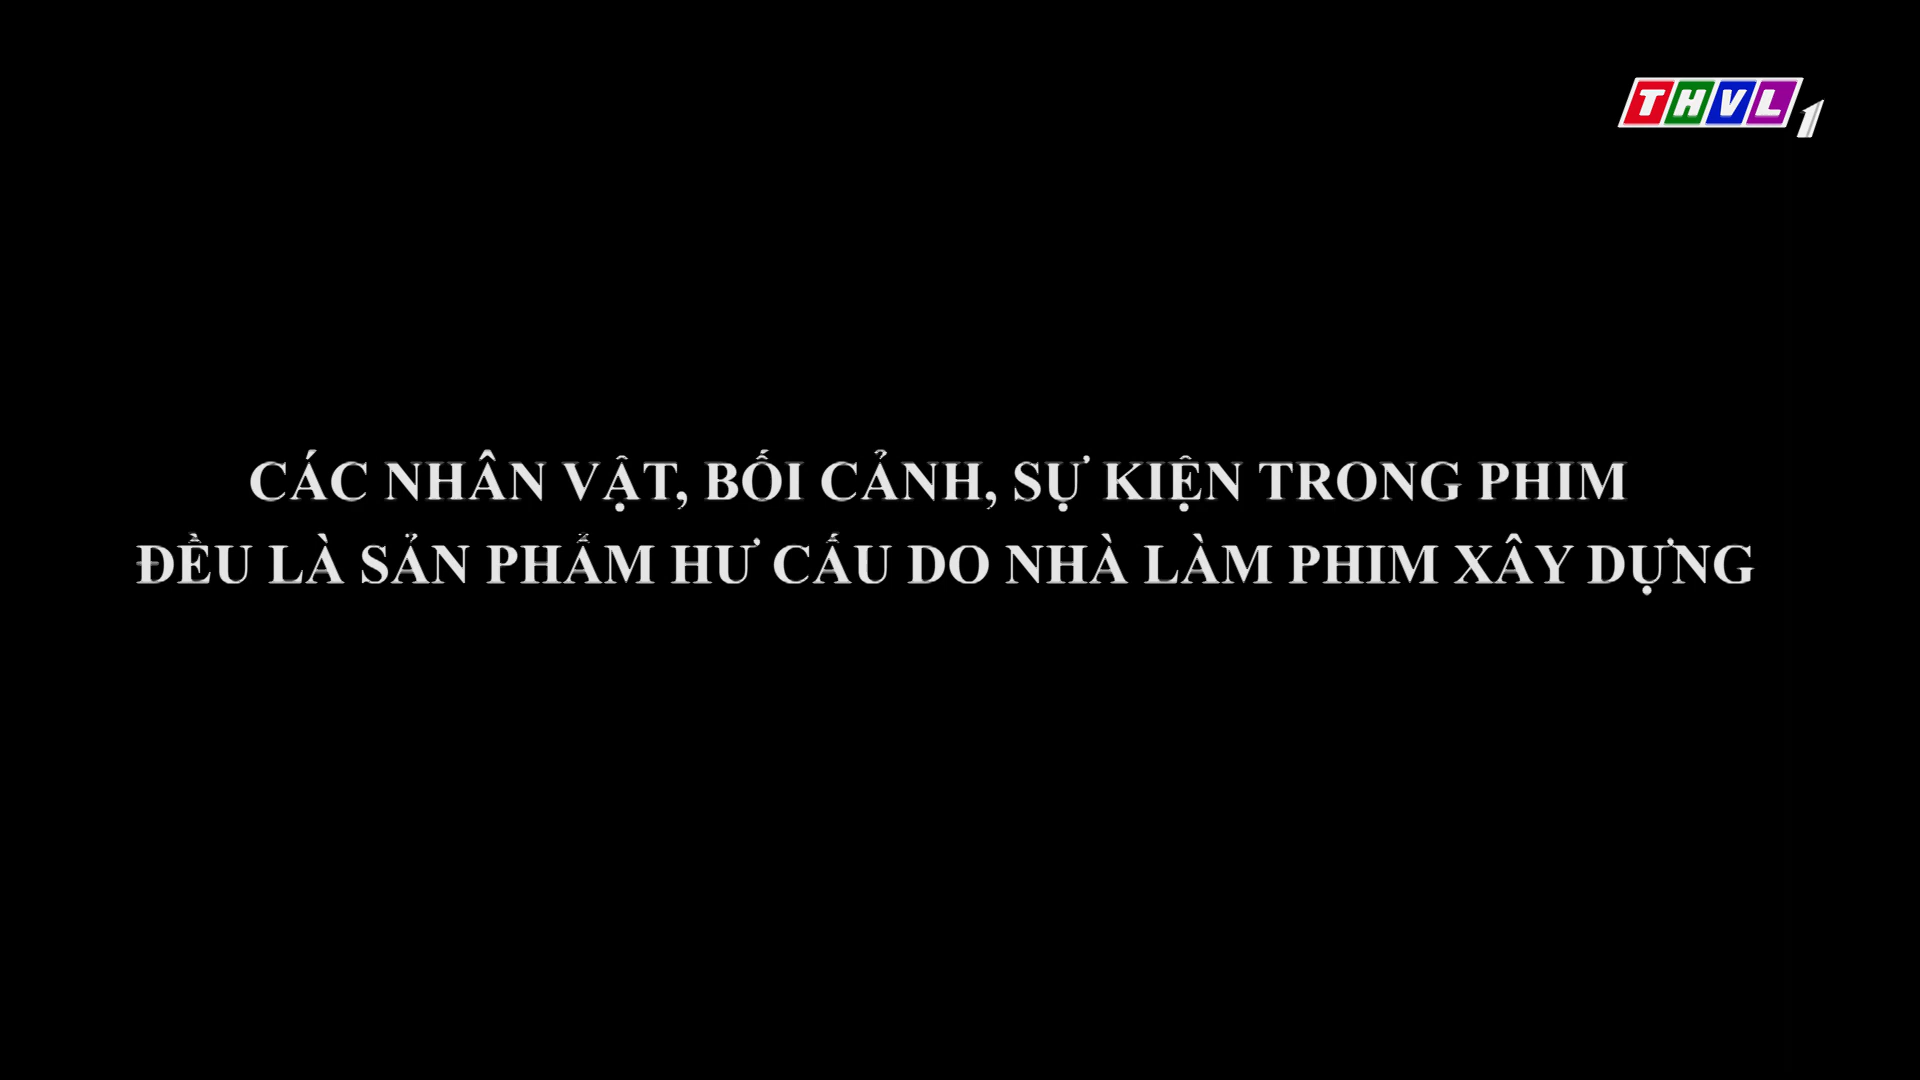 THVL1
CÁC NHÂN VẬT, BỐI CẢNH, SỰ KIỆN TRONG PHIM
ĐỀU LÀ SẢN PHẨM HƯ CẤU DO NHÀ LÀM PHIM XÂY DỰNG